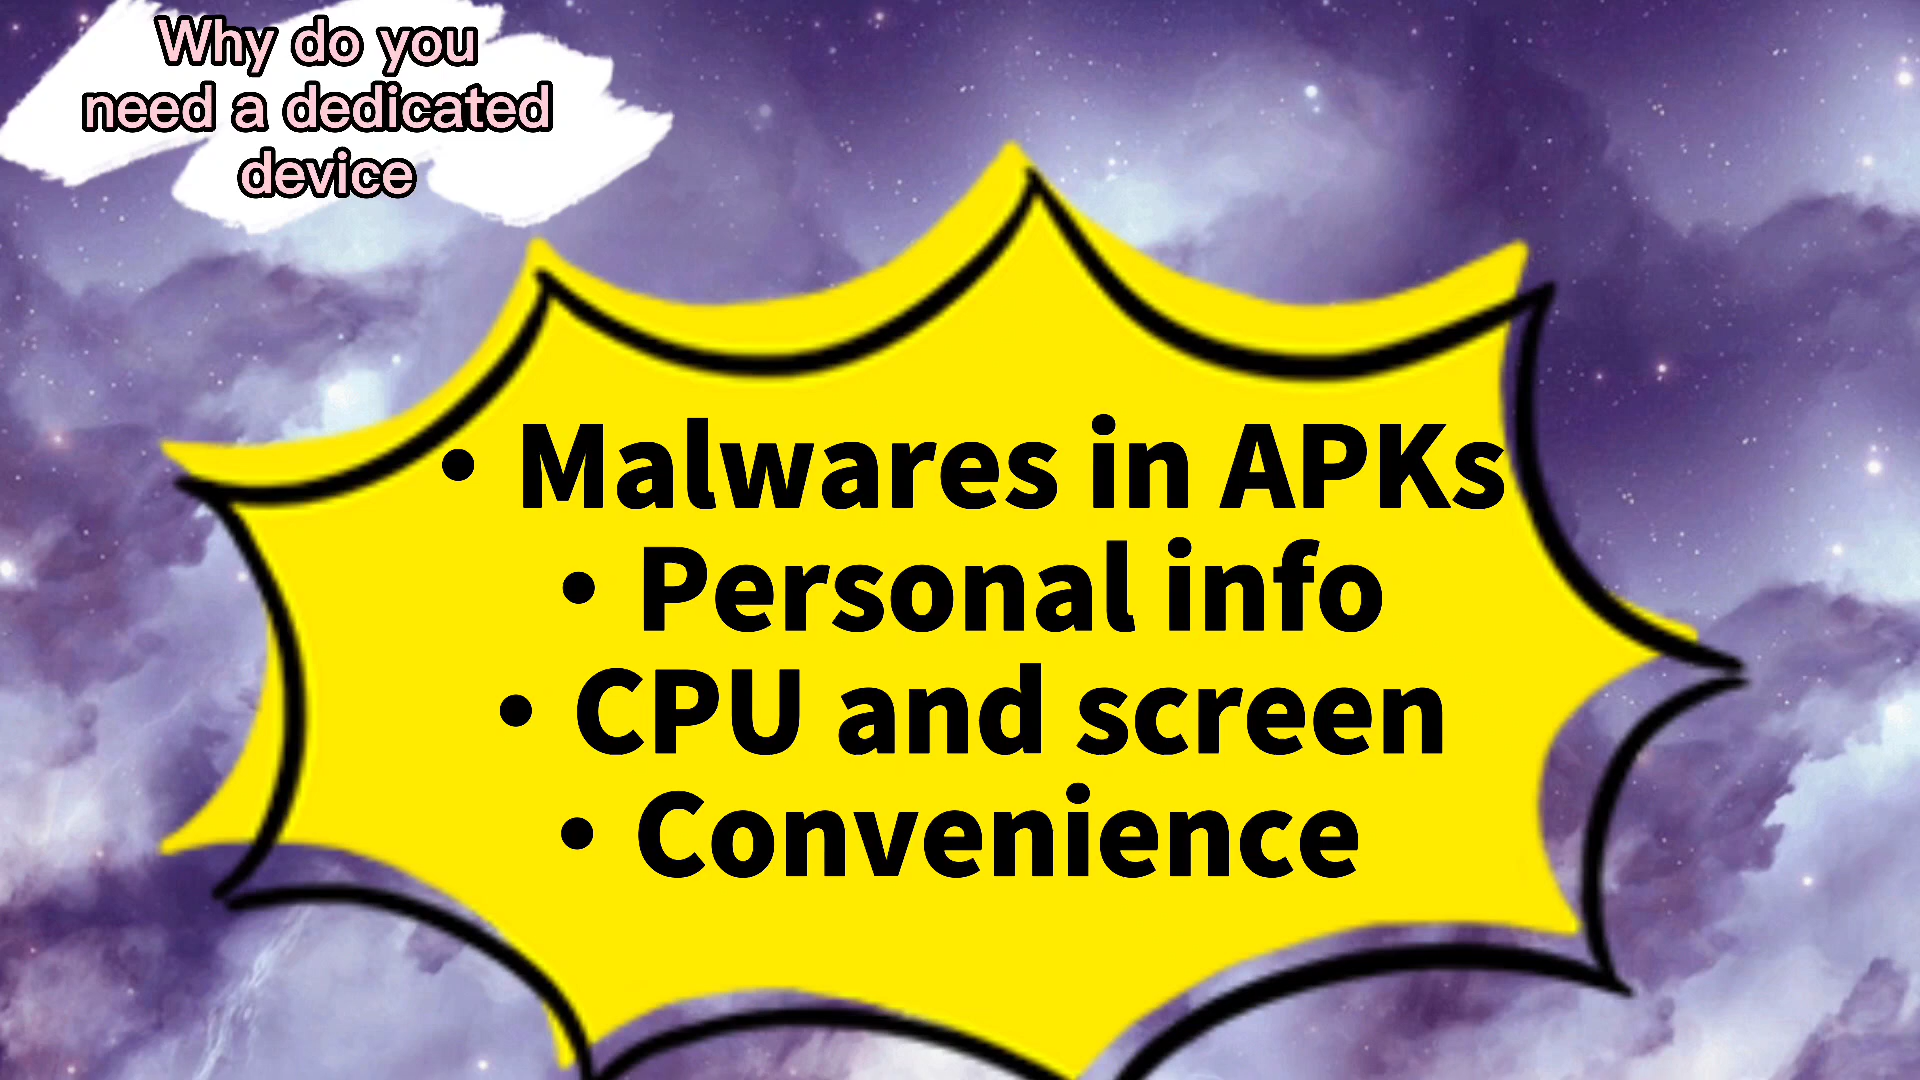 Why do you
need a dedicated
device
• Malwares in APKs
• Personal info
• CPU and screen
• Convenience